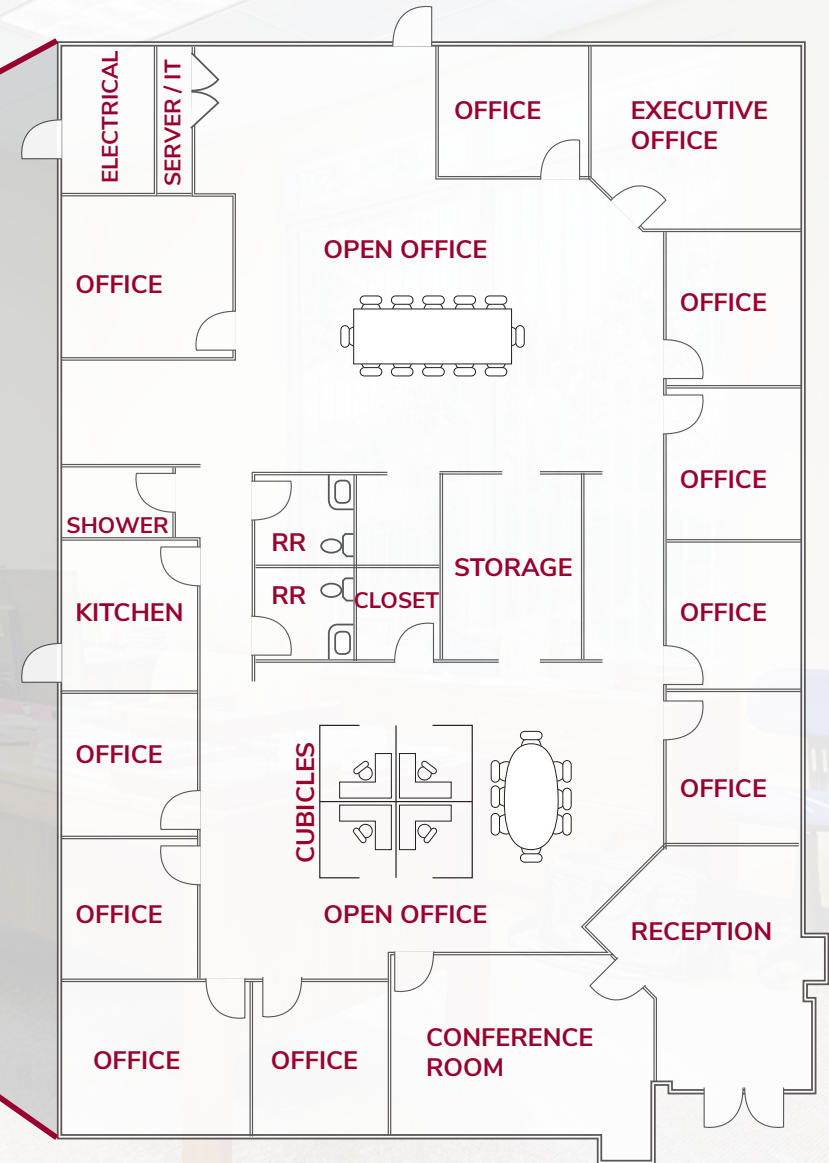 ELECTRICAL
SERVER / IT
OFFICE
EXECUTIVE
OFFICE
OPEN OFFICE
OFFICE
OFFICE
OFFICE
SHOWER
RR
STORAGE
RR
CLOSET
KITCHEN
OFFICE
OFFICE
CUBICLES
OFFICE
OFFICE
OPEN OFFICE
RECEPTION
CONFERENCE
ROOM
OFFICE
OFFICE